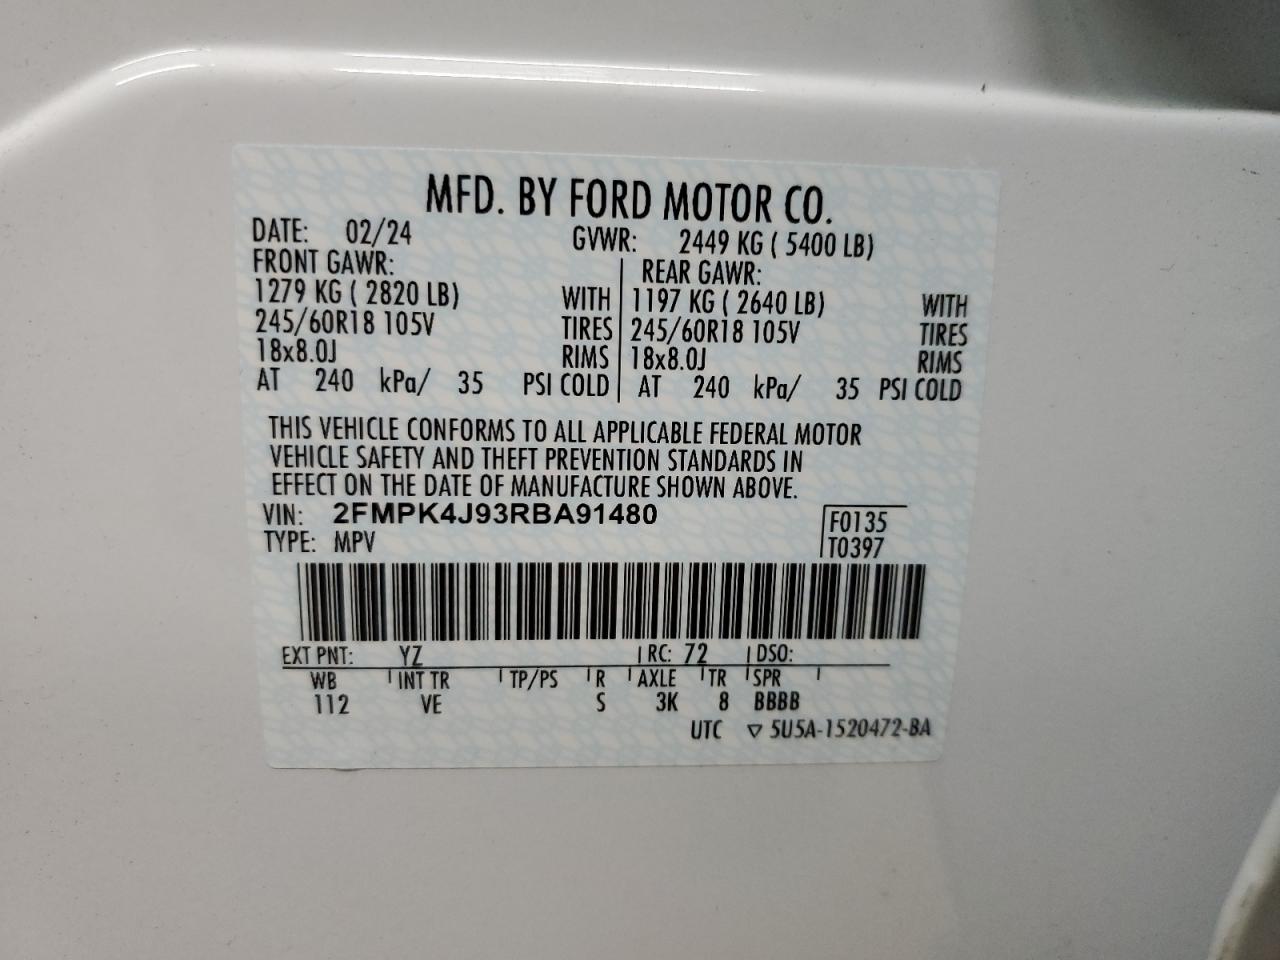 MFD. BY FORD MOTOR CO.
DATE: 02/24 GVWR: 2449 KG ( 5400 LB)
FRONT GAWR: REAR GAWR:
1279 KG ( 2820 LB) WITH 1197 KG ( 2640 LB) WITH
245/60R18 105V TIRES 245/60R18 105V TIRES
18x8.0J RIMS 18x8.0J RIMS
AT 240 kPa/ 35 PSI COLD AT 240 kPa/ 35 PSI COLD
THIS VEHICLE CONFORMS TO ALL APPLICABLE FEDERAL MOTOR
VEHICLE SAFETY AND THEFT PREVENTION STANDARDS IN
EFFECT ON THE DATE OF MANUFACTURE SHOWN ABOVE.
VIN: 2FMPK4J93RBA91480 F0135
TYPE: MPV T0397
EXT PNT: YZ RC: 72 DSO:
WB INT TR TP/PS R AXLE TR SPR
112 VE S 3K 8 BBBB
UTC ▽ 5U5A-1520472-BA